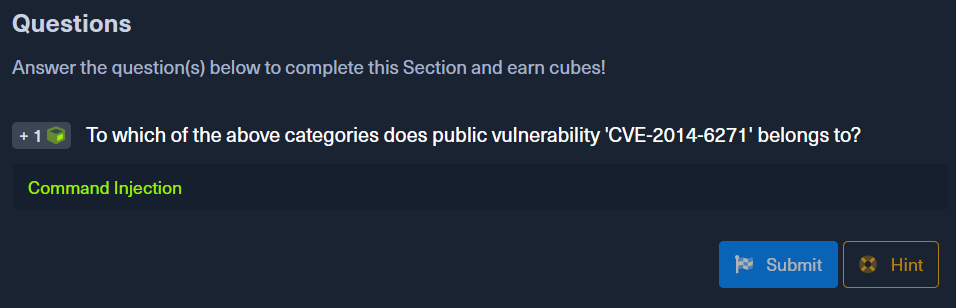 Questions
Answer the question(s) below to complete this Section and earn cubes!
+ 1 To which of the above categories does public vulnerability 'CVE-2014-6271' belongs to?
Command Injection
Submit Hint